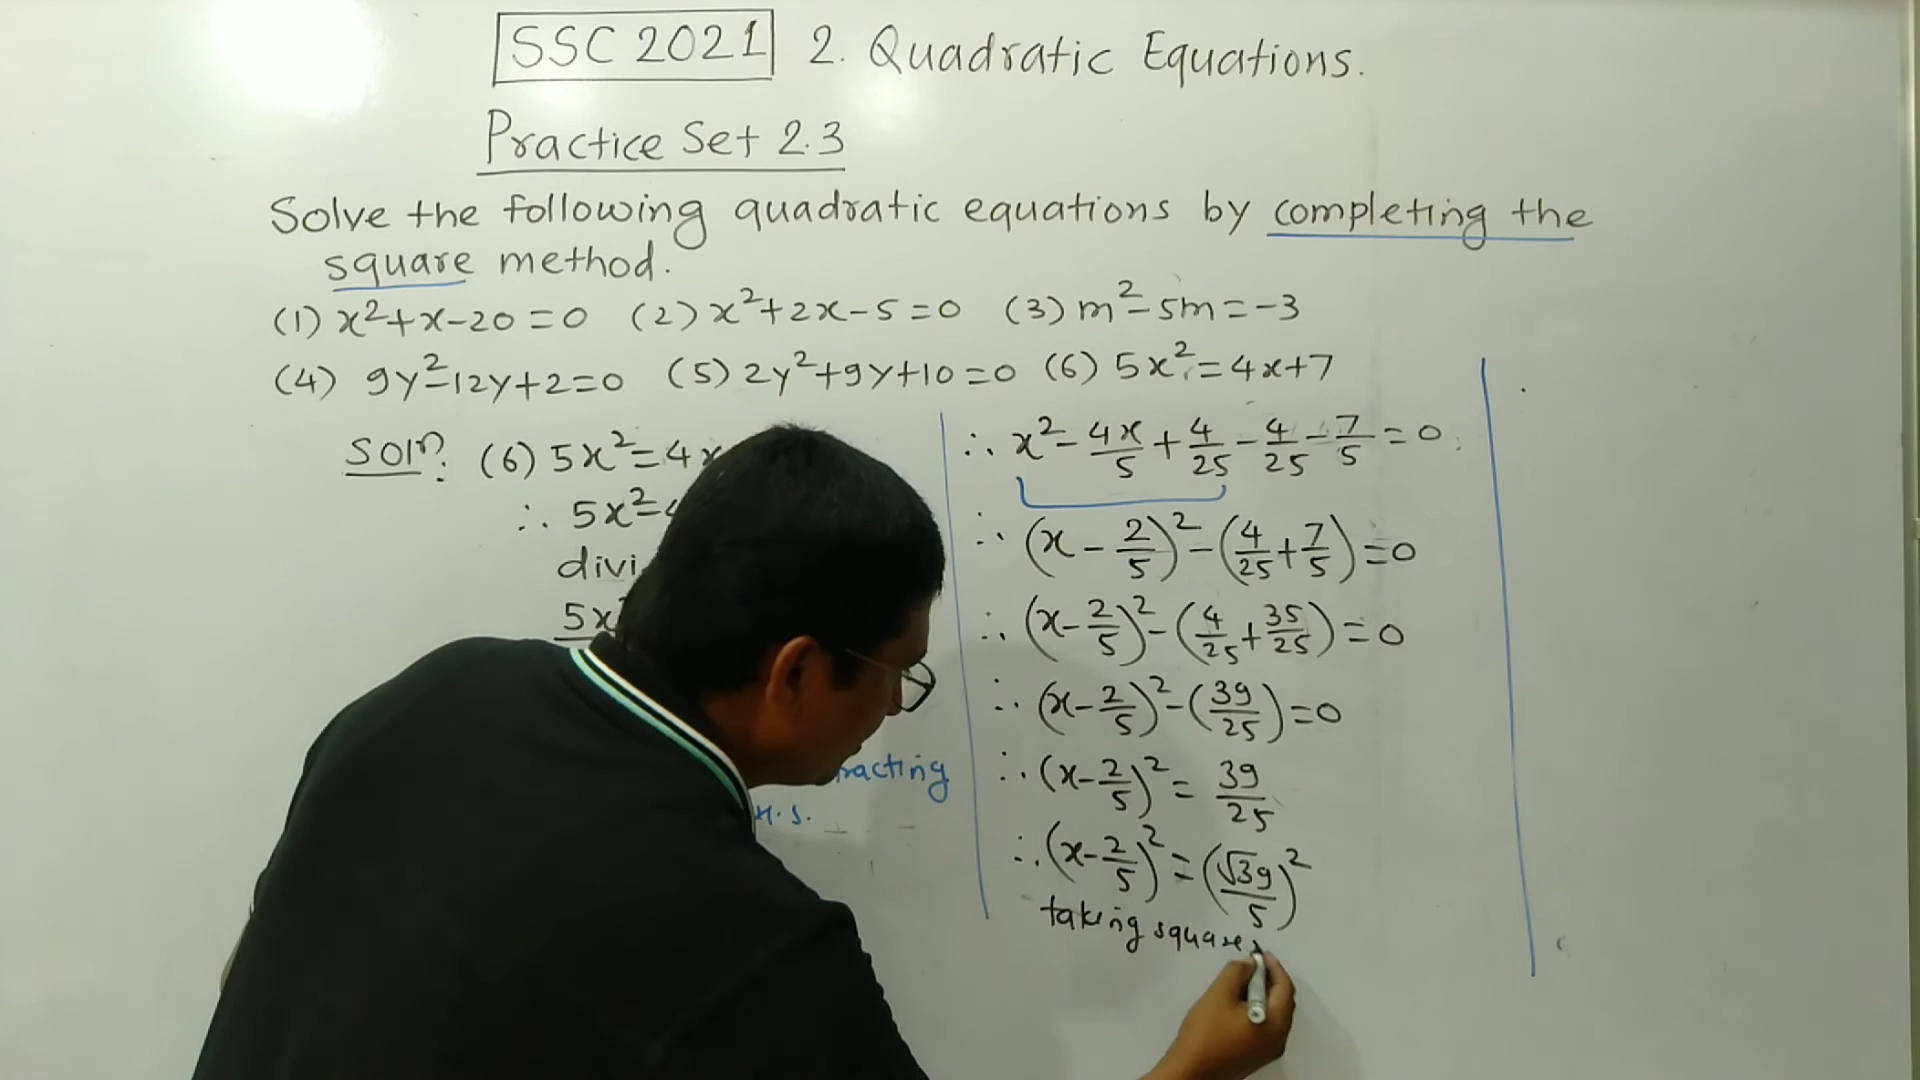 SSC 2021 2. Quadratic Equations.
Practice Set 2.3
Solve the following quadratic equations by completing the
square method.
(1) x²+x-20=0 (2) x²+2x-5=0 (3) m²-5m=-3
(4) 9y²-12y+2=0 (5) 2y²+9y+10=0 (6) 5x²=4x+7
Solⁿ: (6) 5x²=4x
∴ 5x²-4
divi
5x²
racting
H.S.
∴ x² - 4x/5 + 4/25 - 4/25 - 7/5 = 0
∴ (x - 2/5)² - (4/25 + 7/5) = 0
∴ (x - 2/5)² - (4/25 + 35/25) = 0
∴ (x - 2/5)² - (39/25) = 0
∴ (x - 2/5)² = 39/25
∴ (x - 2/5)² = (√39/5)²
taking square